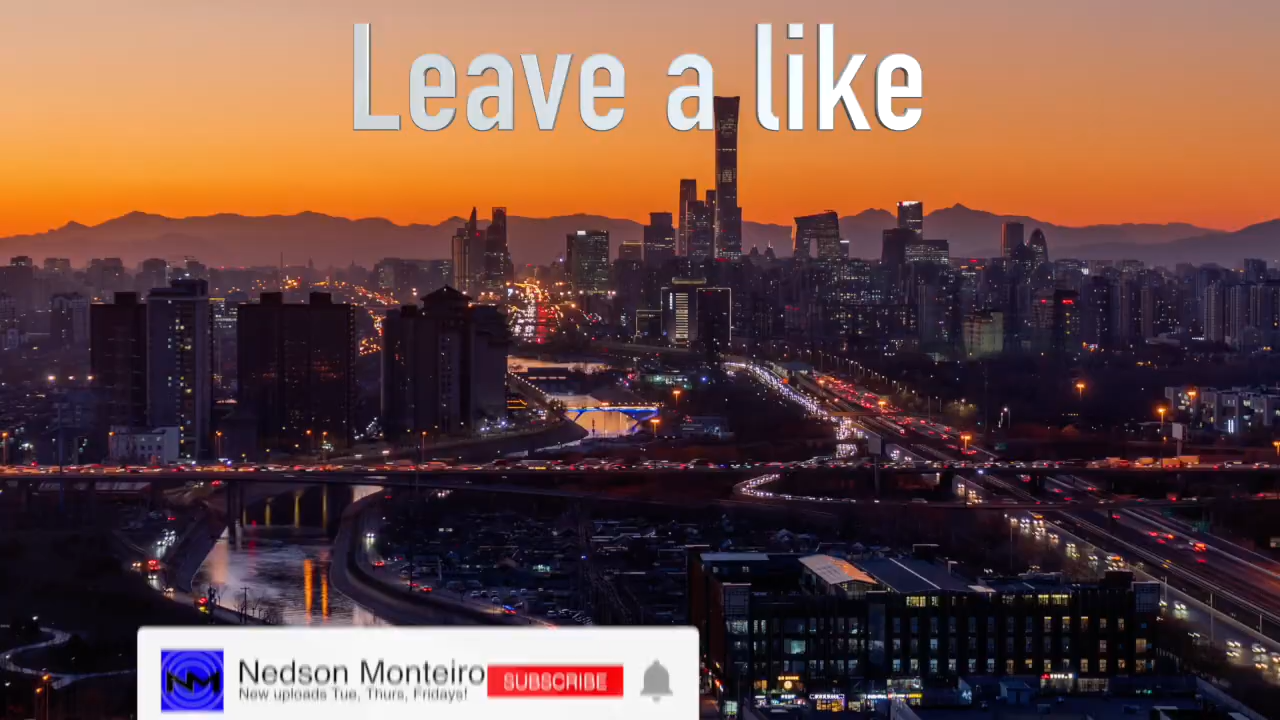 Leave a like
Nedson Monteiro
New uploads Tue, Thurs, Fridays!
SUBSCRIBE